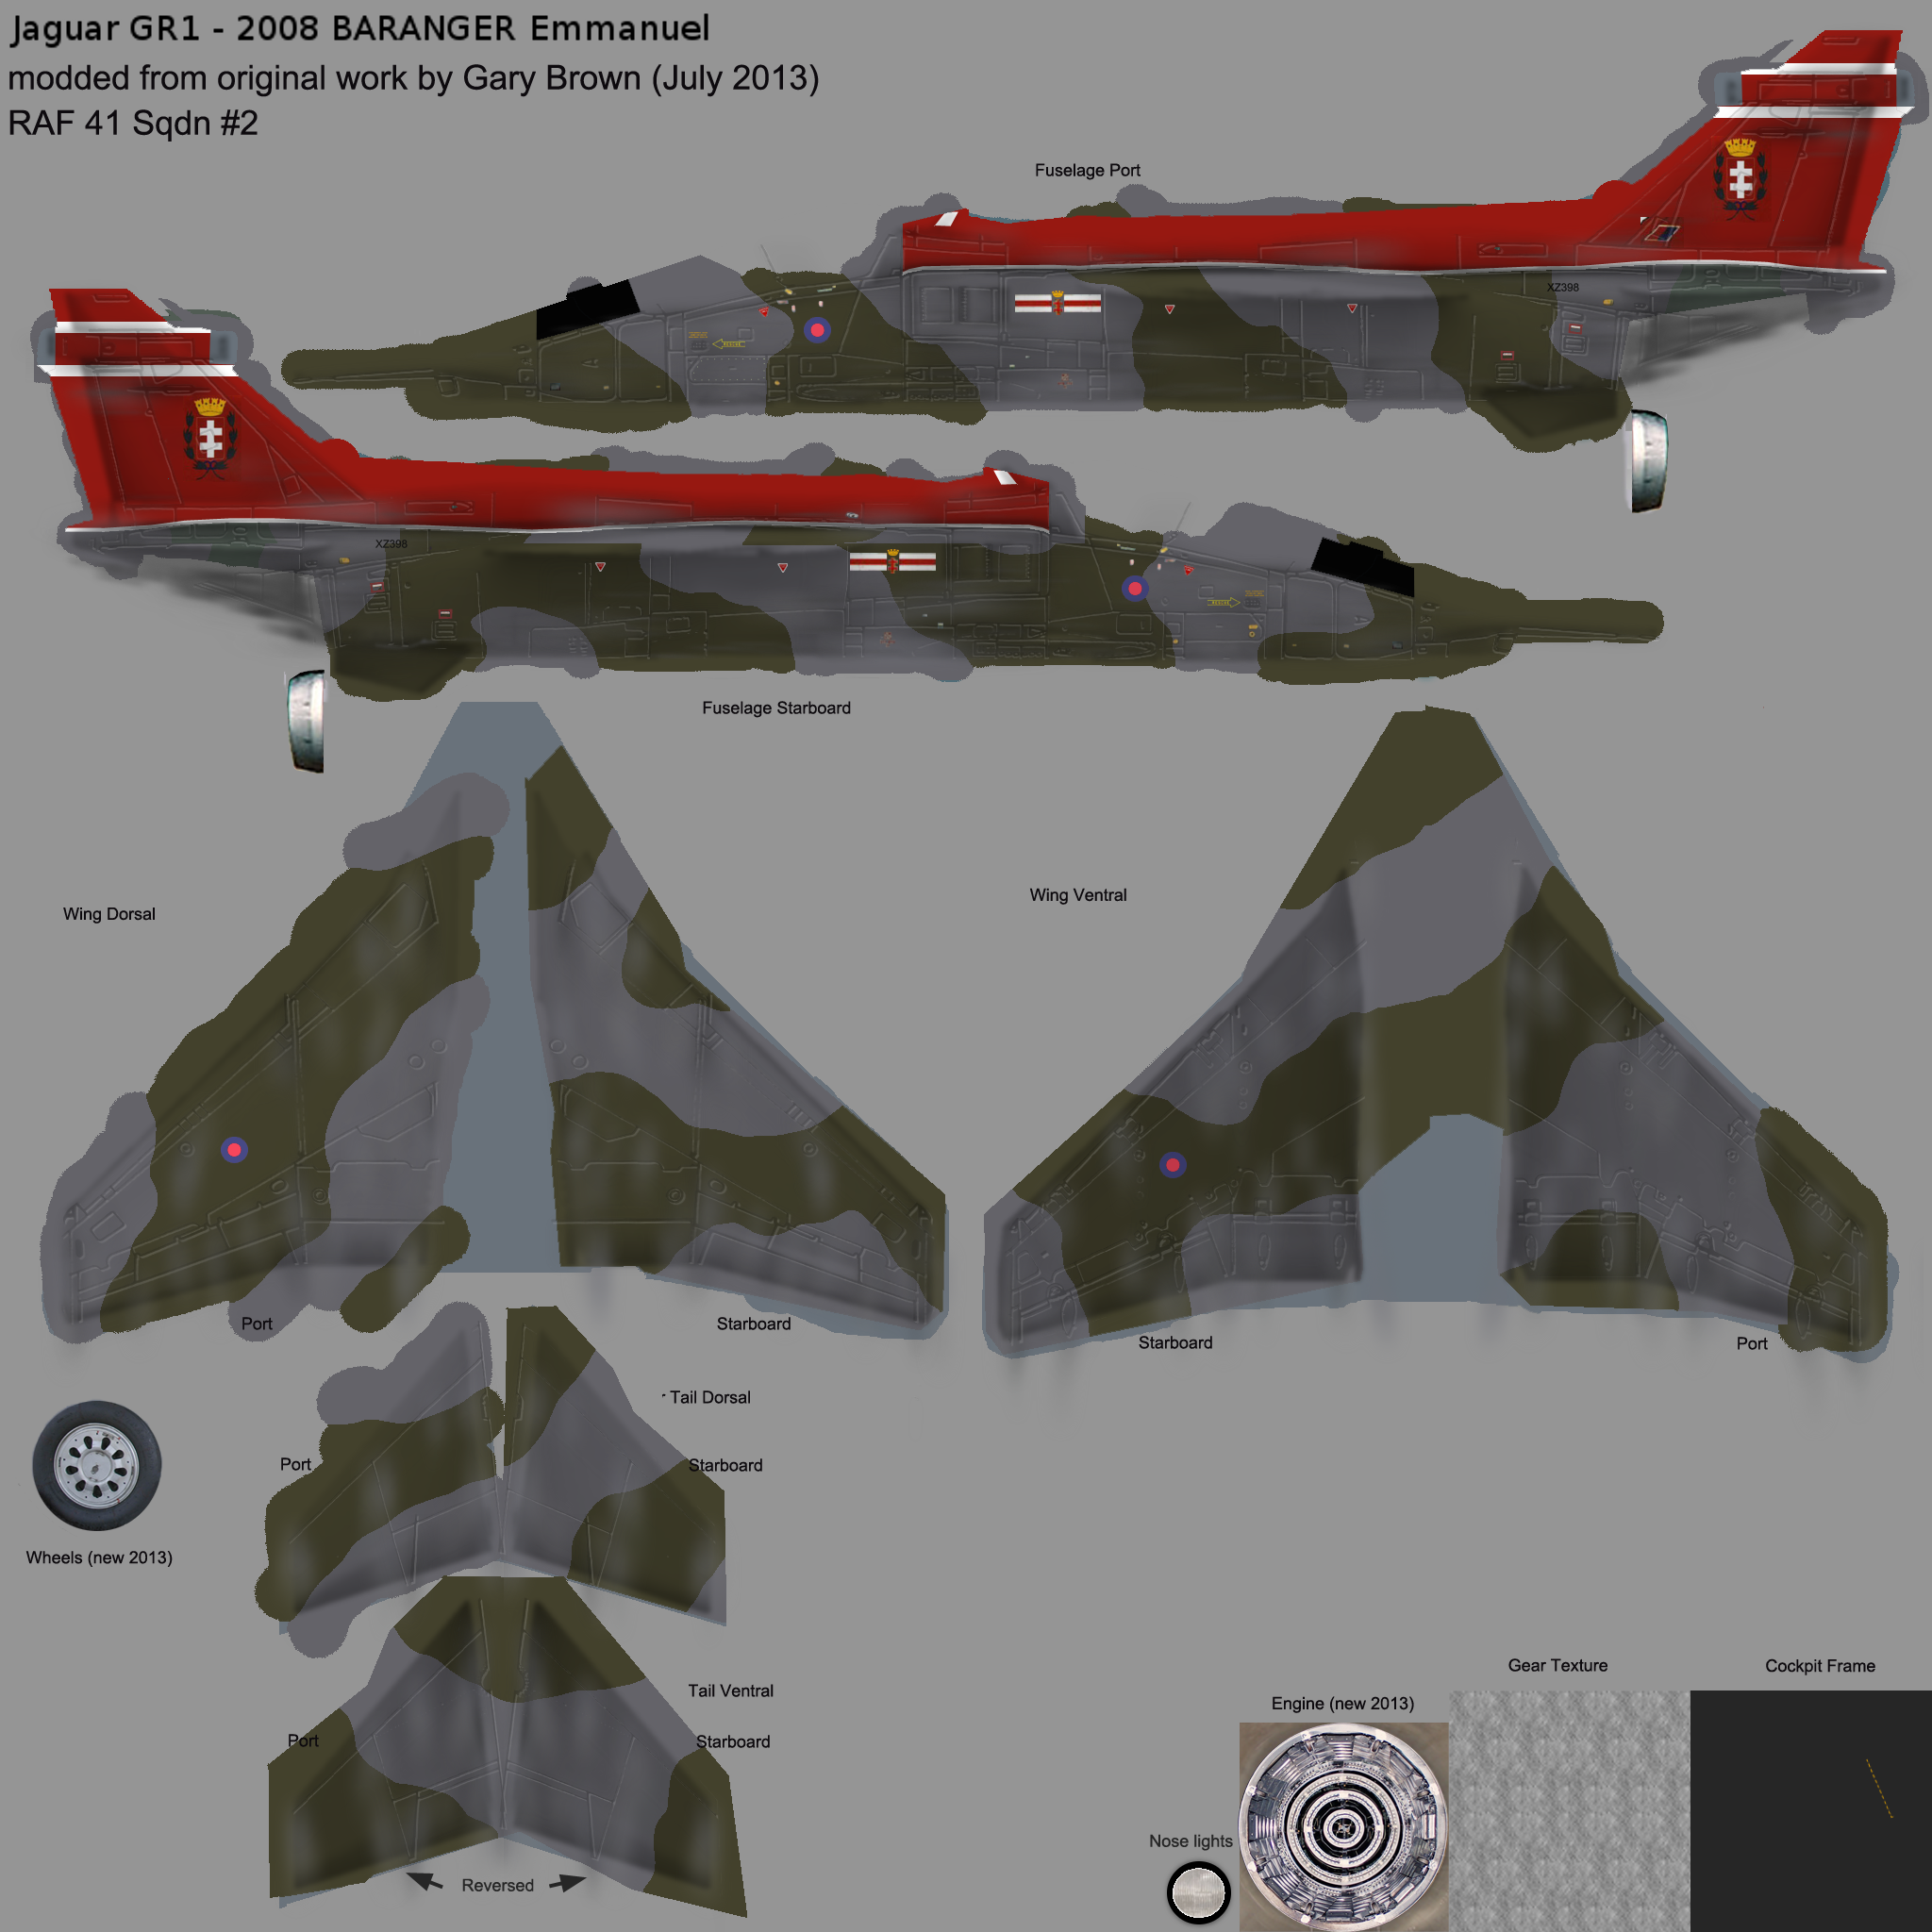 Jaguar GR1 - 2008 BARANGER Emmanuel
modded from original work by Gary Brown (July 2013)
RAF 41 Sqdn #2
Fuselage Port
XZ398
XZ398
Fuselage Starboard
Wing Dorsal
Wing Ventral
Port
Starboard
Starboard
Port
Tail Dorsal
Port
Starboard
Wheels (new 2013)
Tail Ventral
Port
Starboard
Reversed
Gear Texture
Cockpit Frame
Engine (new 2013)
Nose lights